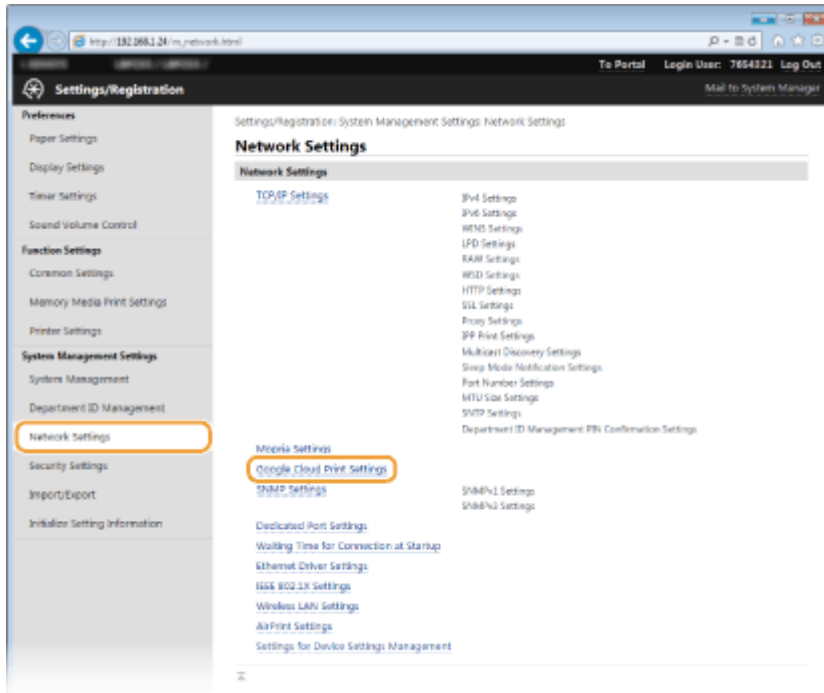 http://192.168.1.24/m_network.html
To Portal Login User: 7654321 Log Out
Settings/Registration
Mail to System Manager
Preferences
Paper Settings
Display Settings
Timer Settings
Sound Volume Control
Function Settings
Common Settings
Memory Media Print Settings
Printer Settings
System Management Settings
System Management
Department ID Management
Network Settings
Security Settings
Import/Export
Initialize Setting Information
Settings/Registration: System Management Settings: Network Settings
Network Settings
Network Settings
TCP/IP Settings
IPv4 Settings
IPv6 Settings
WINS Settings
LPD Settings
RAW Settings
WSD Settings
HTTP Settings
SSL Settings
Proxy Settings
IPP Print Settings
Multicast Discovery Settings
Sleep Mode Notification Settings
Port Number Settings
MTU Size Settings
SNTP Settings
Department ID Management PIN Confirmation Settings
Mopria Settings
Google Cloud Print Settings
SNMP Settings
SNMPv1 Settings
SNMPv3 Settings
Dedicated Port Settings
Waiting Time for Connection at Startup
Ethernet Driver Settings
IEEE 802.1X Settings
Wireless LAN Settings
AirPrint Settings
Settings for Device Settings Management